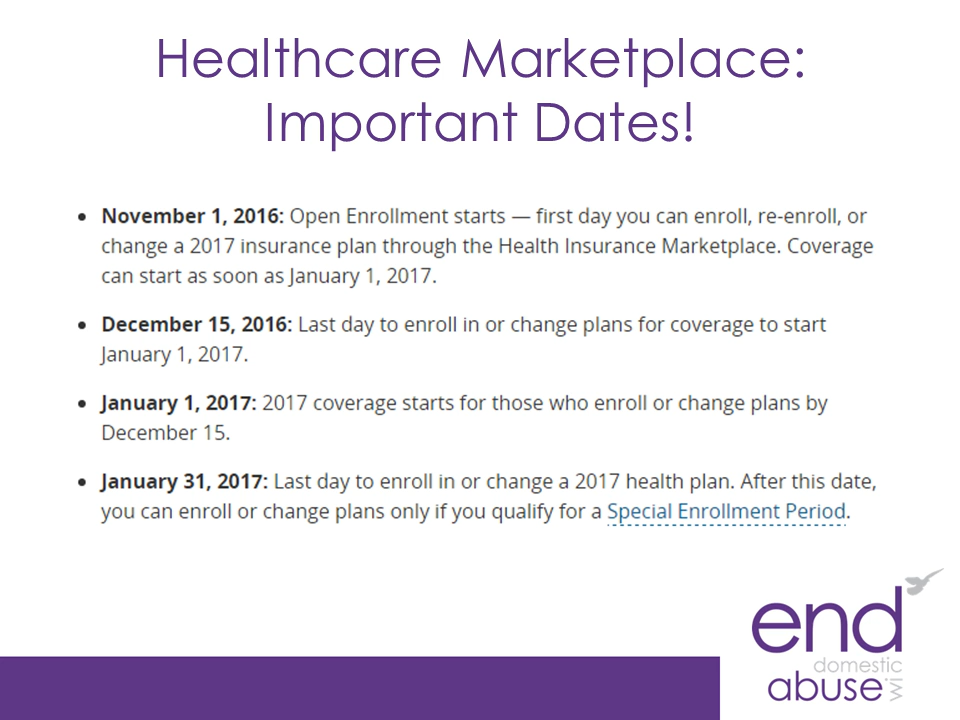 Healthcare Marketplace:
Important Dates!
• November 1, 2016: Open Enrollment starts — first day you can enroll, re-enroll, or
change a 2017 insurance plan through the Health Insurance Marketplace. Coverage
can start as soon as January 1, 2017.
• December 15, 2016: Last day to enroll in or change plans for coverage to start
January 1, 2017.
• January 1, 2017: 2017 coverage starts for those who enroll or change plans by
December 15.
• January 31, 2017: Last day to enroll in or change a 2017 health plan. After this date,
you can enroll or change plans only if you qualify for a Special Enrollment Period.
end
domestic
abuse
wi